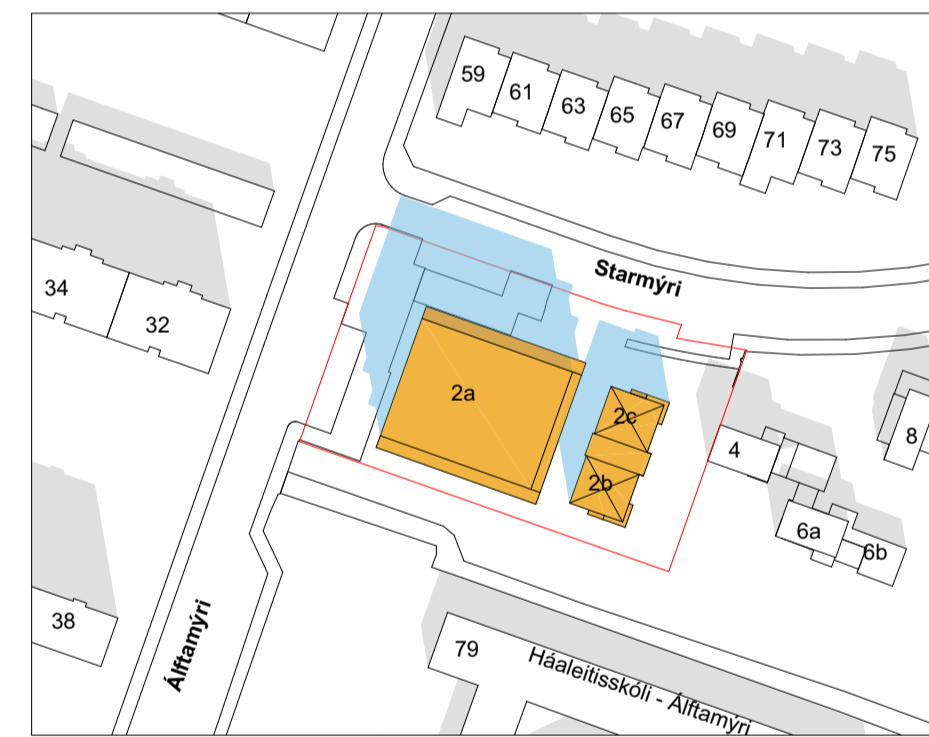 59
61
63
65
67
69
71
73
75
Starmýri
34
32
2a
2c
2b
4
8
6a
6b
38
Álftamýri
79
Háaleitisskóli - Álftamýri